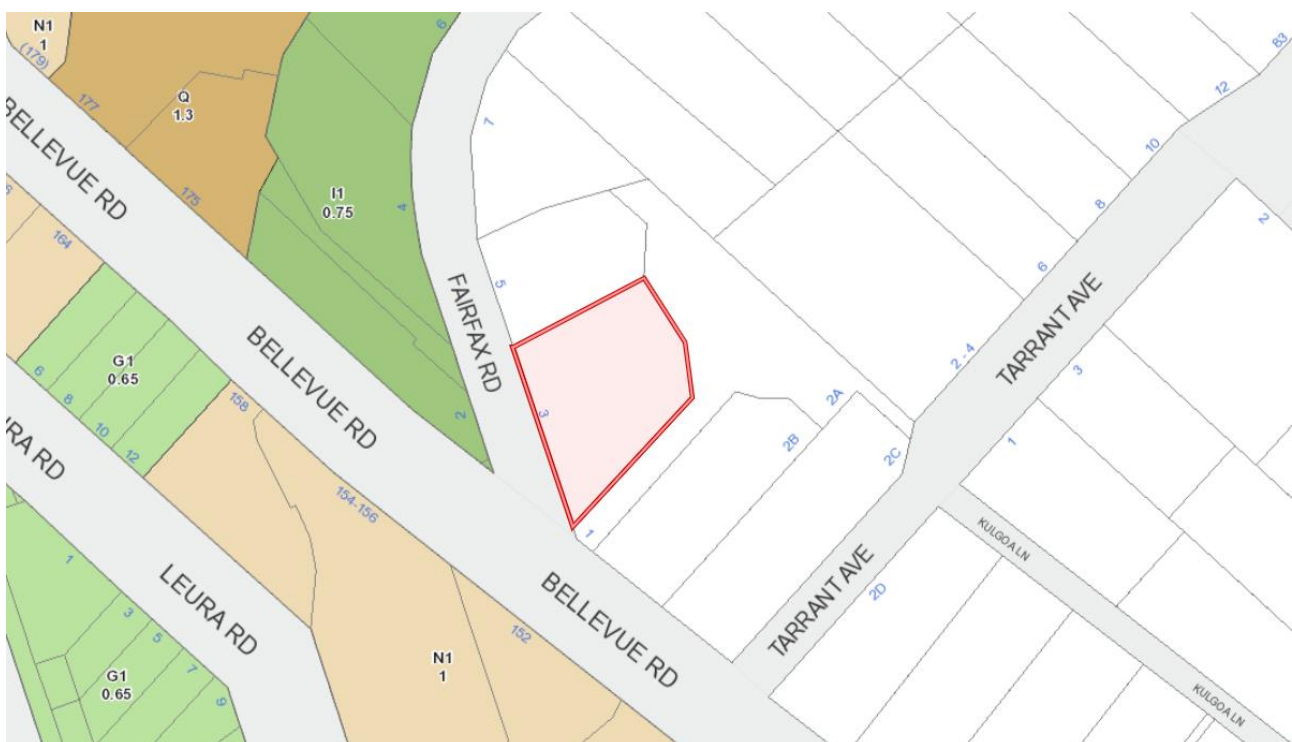 N1
1
(179)
177
Q
1.3
175
BELLEVUE RD
164
I1
0.75
6
4
2
FAIRFAX RD
7
5
3
1
BELLEVUE RD
G1
0.65
6
8
10
12
158
154-156
152
N1
1
BELLEVUE RD
LEURA RD
1
3
5
7
9
G1
0.65
83
12
10
8
6
2 - 4
2
TARRANT AVE
3
1
2A
2B
2C
2D
TARRANT AVE
KULGOA LN
KULGOA LN